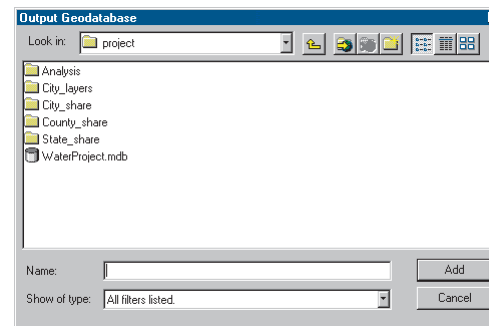 Output Geodatabase
Look in: project
Analysis
City_layers
City_share
County_share
State_share
WaterProject.mdb
Name: Add
Show of type: All filters listed. Cancel